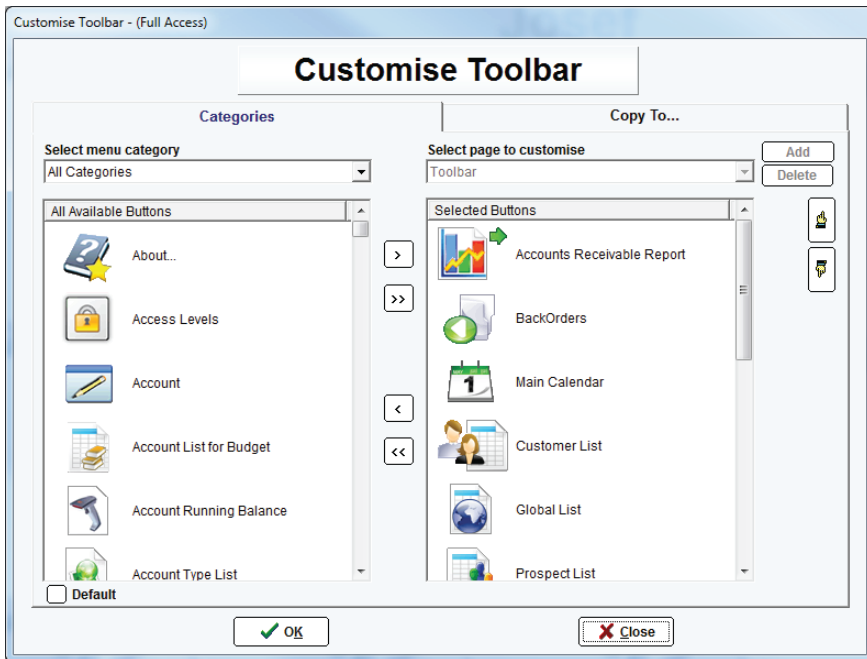 Customise Toolbar - (Full Access)
Customise Toolbar
Categories
Copy To...
Select menu category
All Categories
Select page to customise
Toolbar
Add
Delete
All Available Buttons
About...
Access Levels
Account
Account List for Budget
Account Running Balance
Account Type List
>
>>
<
<<
Selected Buttons
Accounts Receivable Report
BackOrders
1
Main Calendar
Customer List
Global List
Prospect List
Default
OK
Close